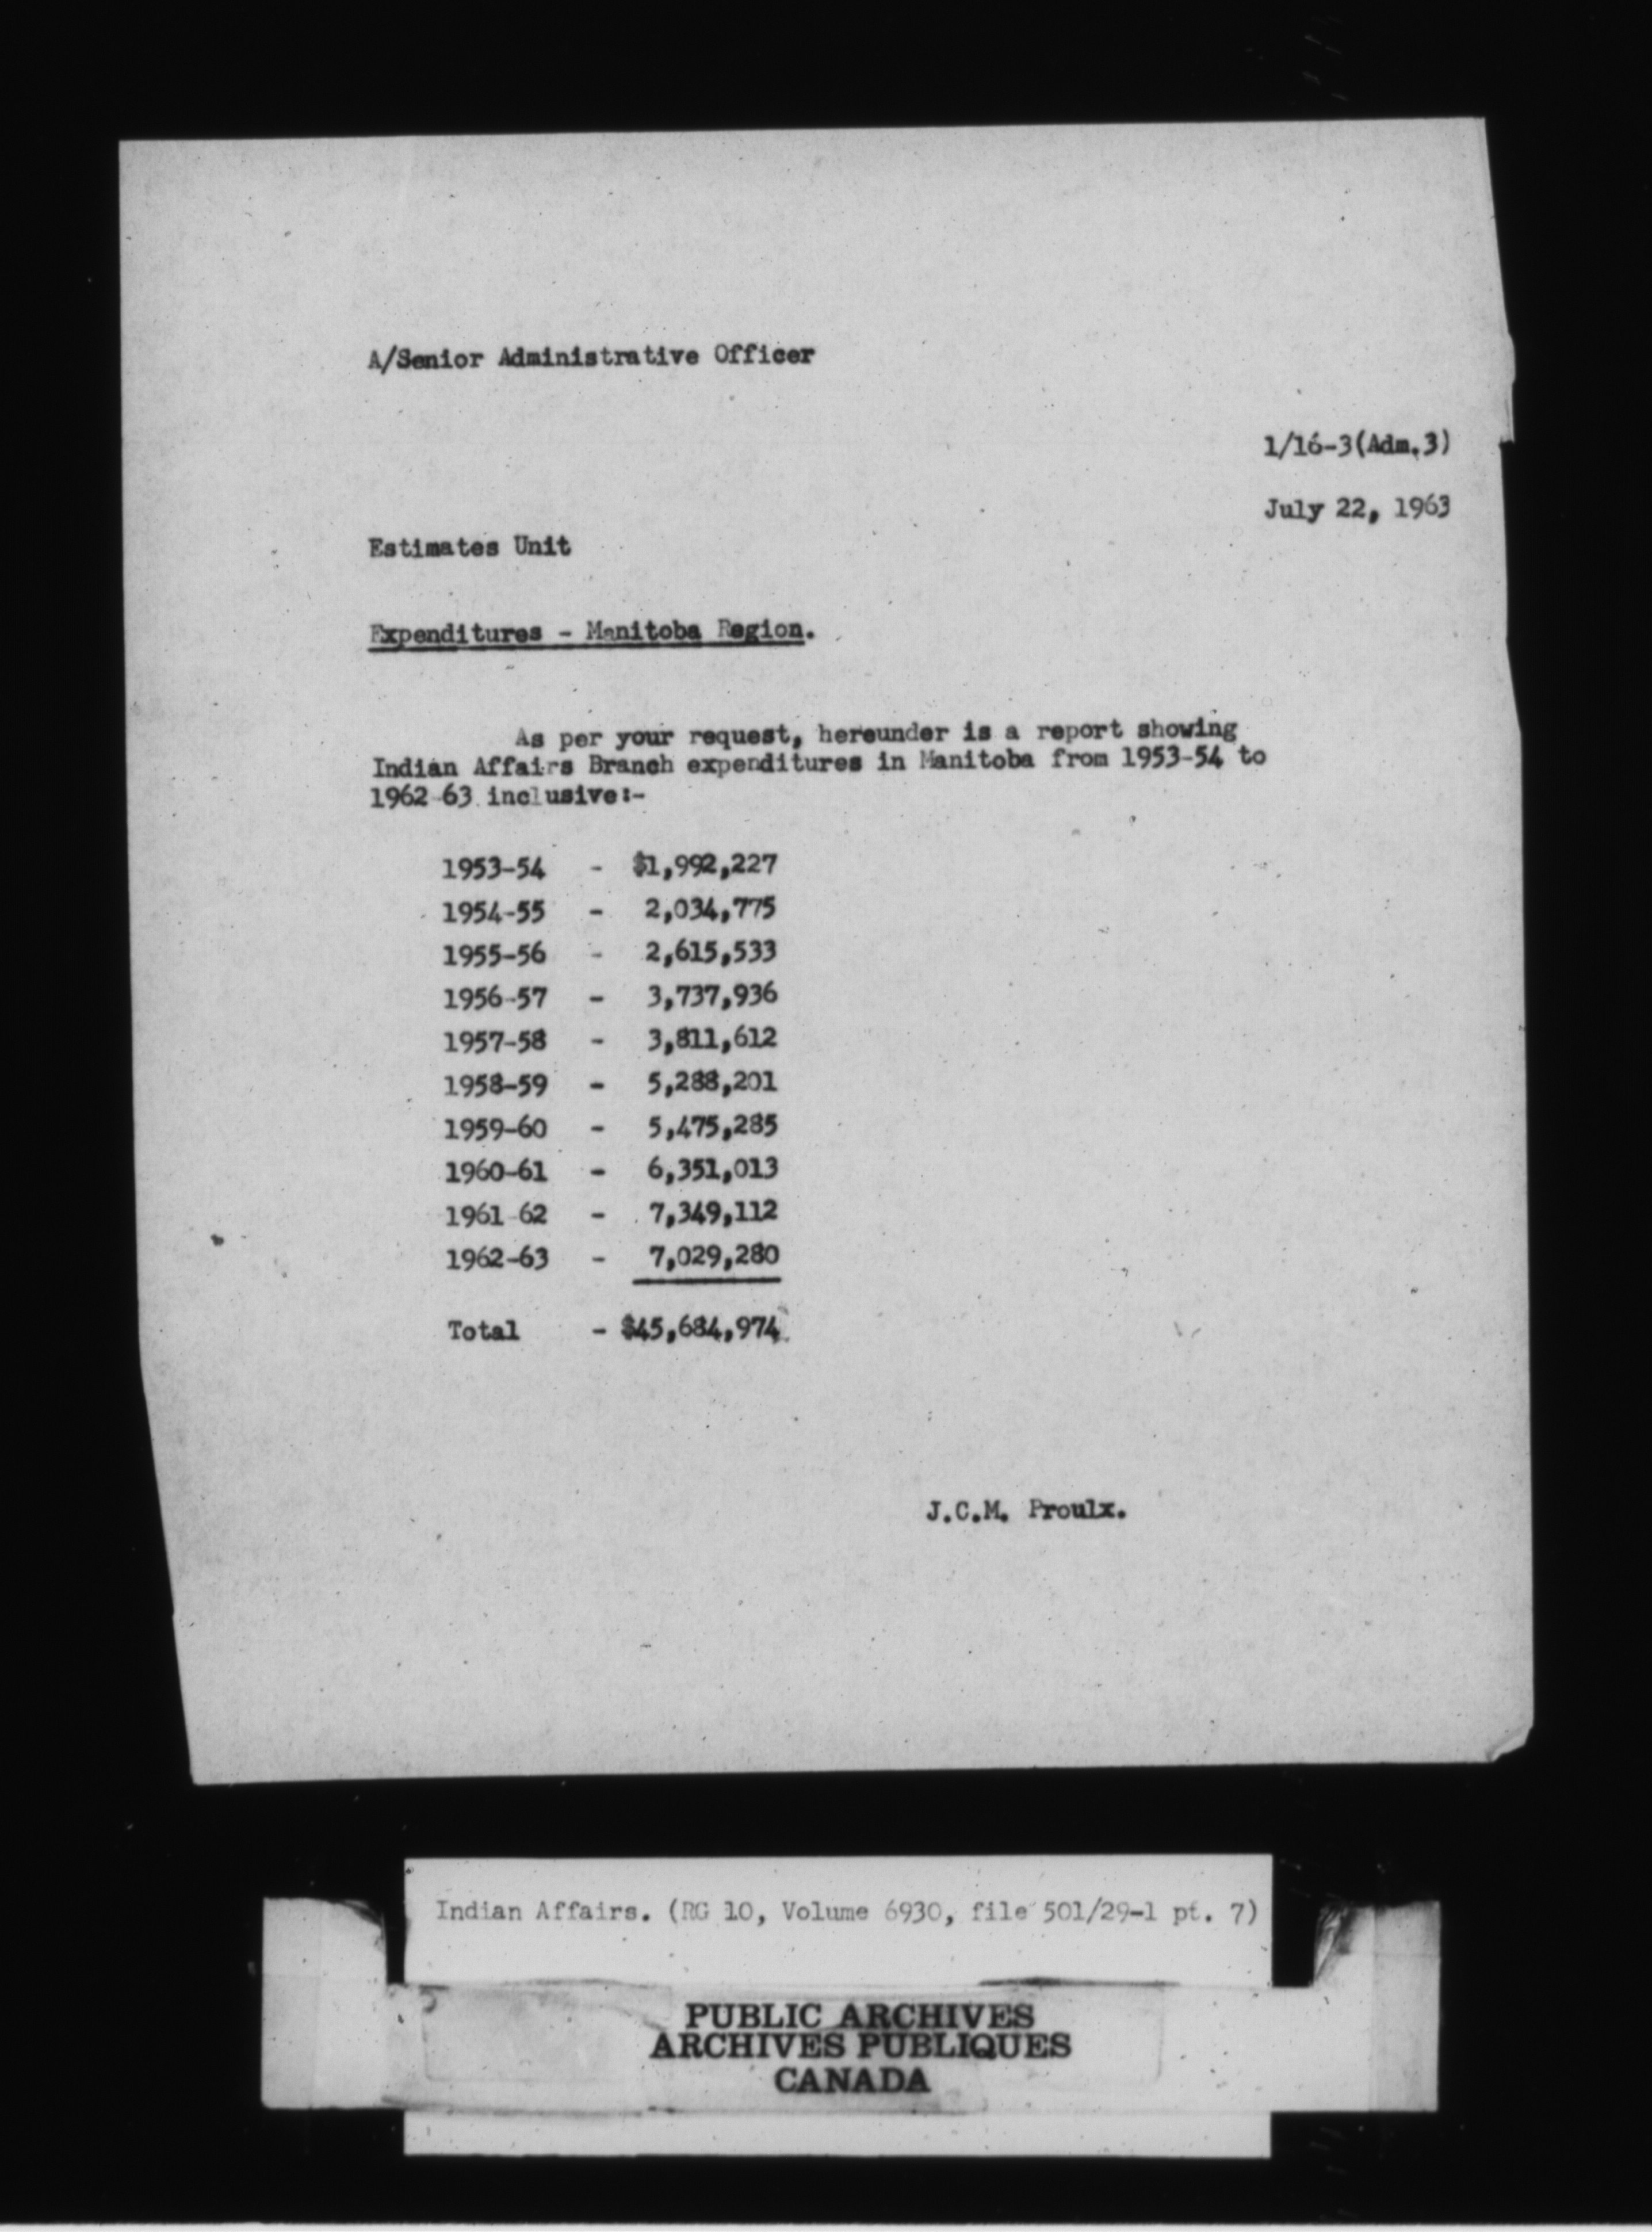 A/Senior Administrative Officer
1/16-3(Adm.3)
July 22, 1963
Estimates Unit
Expenditures - Manitoba Region.
As per your request, hereunder is a report showing
Indian Affairs Branch expenditures in Manitoba from 1953-54 to
1962-63 inclusive:-
1953-54 - $1,992,227
1954-55 - 2,034,775
1955-56 - 2,615,533
1956-57 - 3,737,936
1957-58 - 3,811,612
1958-59 - 5,288,201
1959-60 - 5,475,285
1960-61 - 6,351,013
1961-62 - 7,349,112
1962-63 - 7,029,280
Total - $45,684,974
J.C.M. Proulx.
Indian Affairs. (RG 10, Volume 6930, file 501/29-1 pt. 7)
PUBLIC ARCHIVES
ARCHIVES PUBLIQUES
CANADA